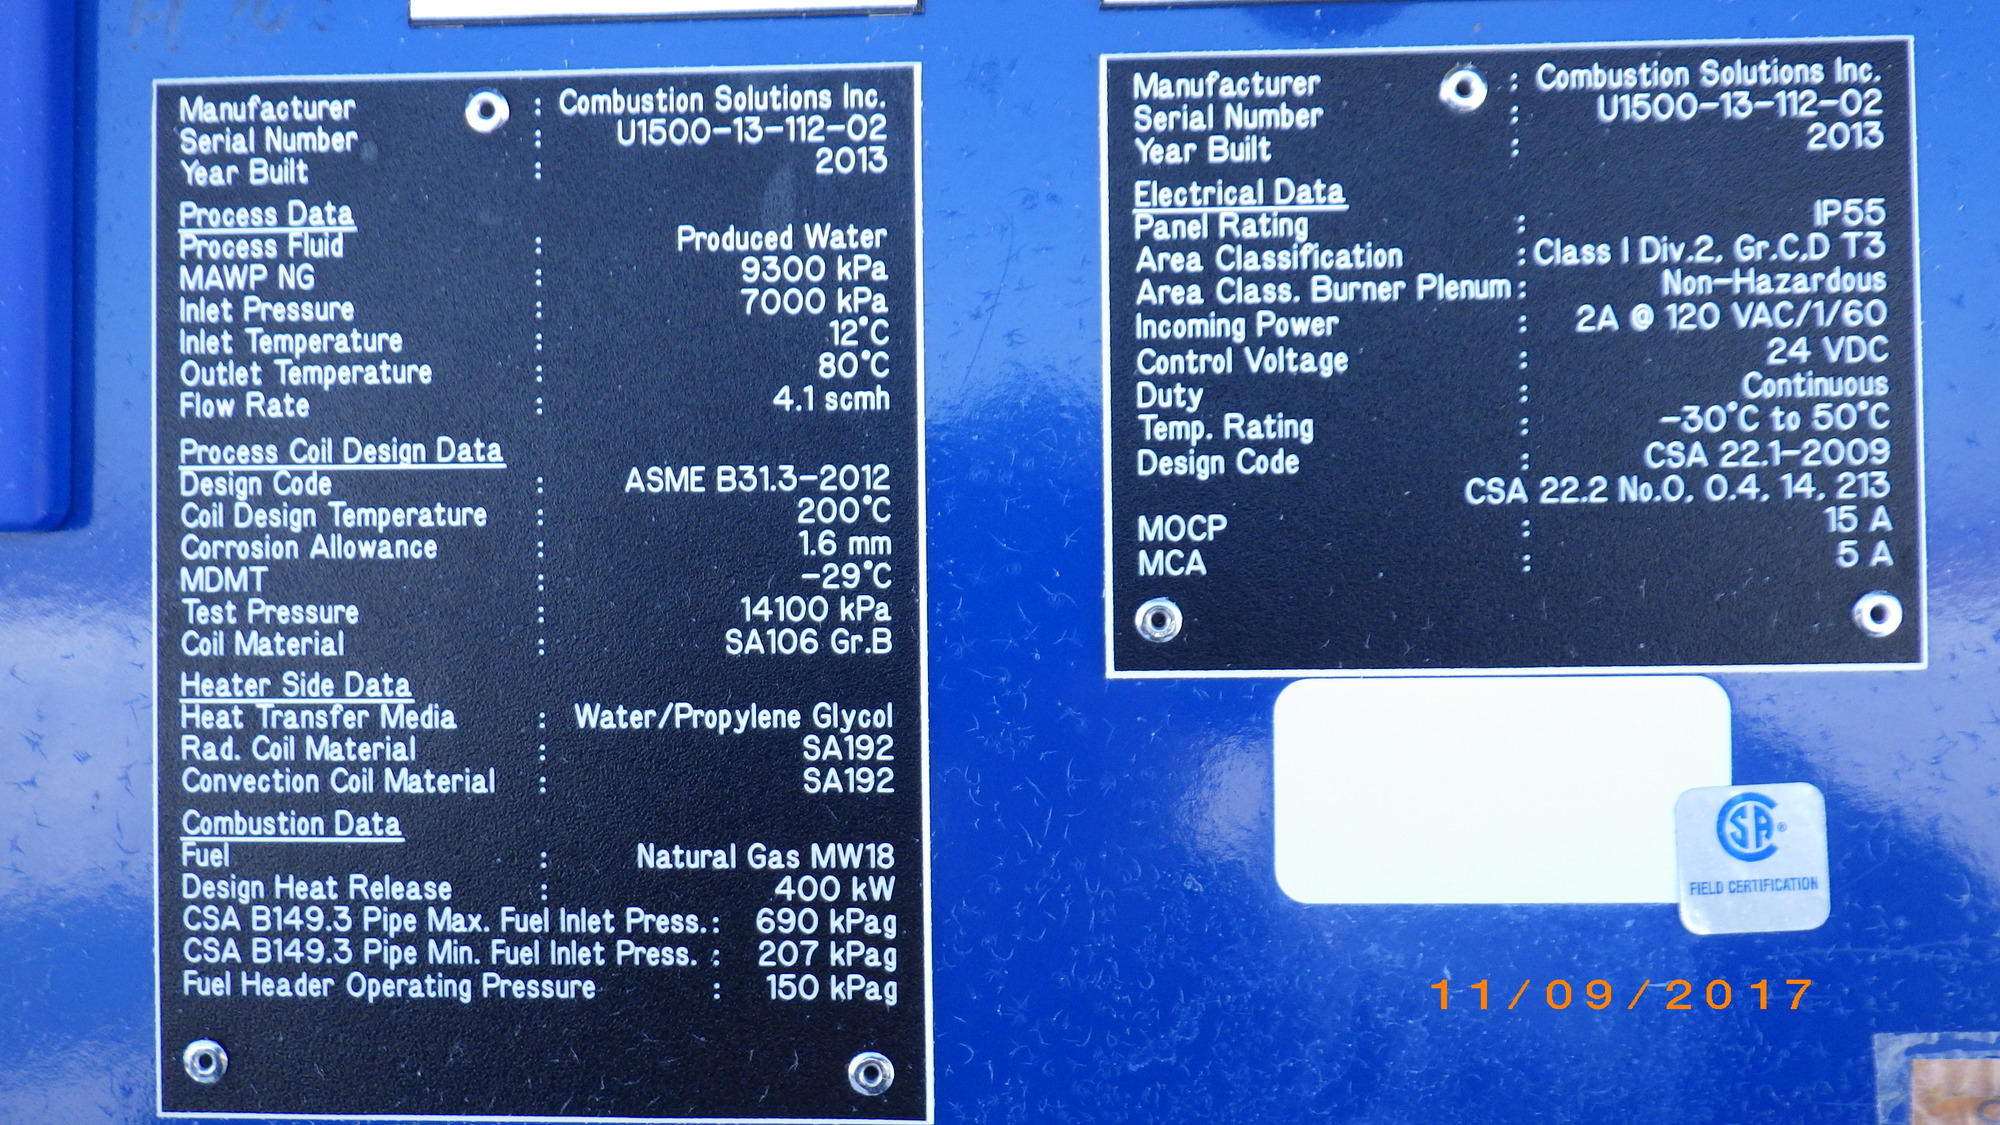 Manufacturer : Combustion Solutions Inc.
Serial Number : U1500-13-112-02
Year Built : 2013
Process Data
Process Fluid : Produced Water
MAWP NG : 9300 kPa
Inlet Pressure : 7000 kPa
Inlet Temperature : 12°C
Outlet Temperature : 80°C
Flow Rate : 4.1 scmh
Process Coil Design Data
Design Code : ASME B31.3-2012
Coil Design Temperature : 200°C
Corrosion Allowance : 1.6 mm
MDMT : -29°C
Test Pressure : 14100 kPa
Coil Material : SA106 Gr.B
Heater Side Data
Heat Transfer Media : Water/Propylene Glycol
Rad. Coil Material : SA192
Convection Coil Material : SA192
Combustion Data
Fuel : Natural Gas MW18
Design Heat Release : 400 kW
CSA B149.3 Pipe Max. Fuel Inlet Press. : 690 kPag
CSA B149.3 Pipe Min. Fuel Inlet Press. : 207 kPag
Fuel Header Operating Pressure : 150 kPag
Manufacturer : Combustion Solutions Inc.
Serial Number : U1500-13-112-02
Year Built : 2013
Electrical Data
Panel Rating : IP55
Area Classification : Class I Div.2, Gr.C,D T3
Area Class. Burner Plenum : Non-Hazardous
Incoming Power : 2A @ 120 VAC/1/60
Control Voltage : 24 VDC
Duty : Continuous
Temp. Rating : -30°C to 50°C
Design Code : CSA 22.1-2009
CSA 22.2 No.0, 0.4, 14, 213
MOCP : 15 A
MCA : 5 A
CSA®
FIELD CERTIFICATION
11/09/2017